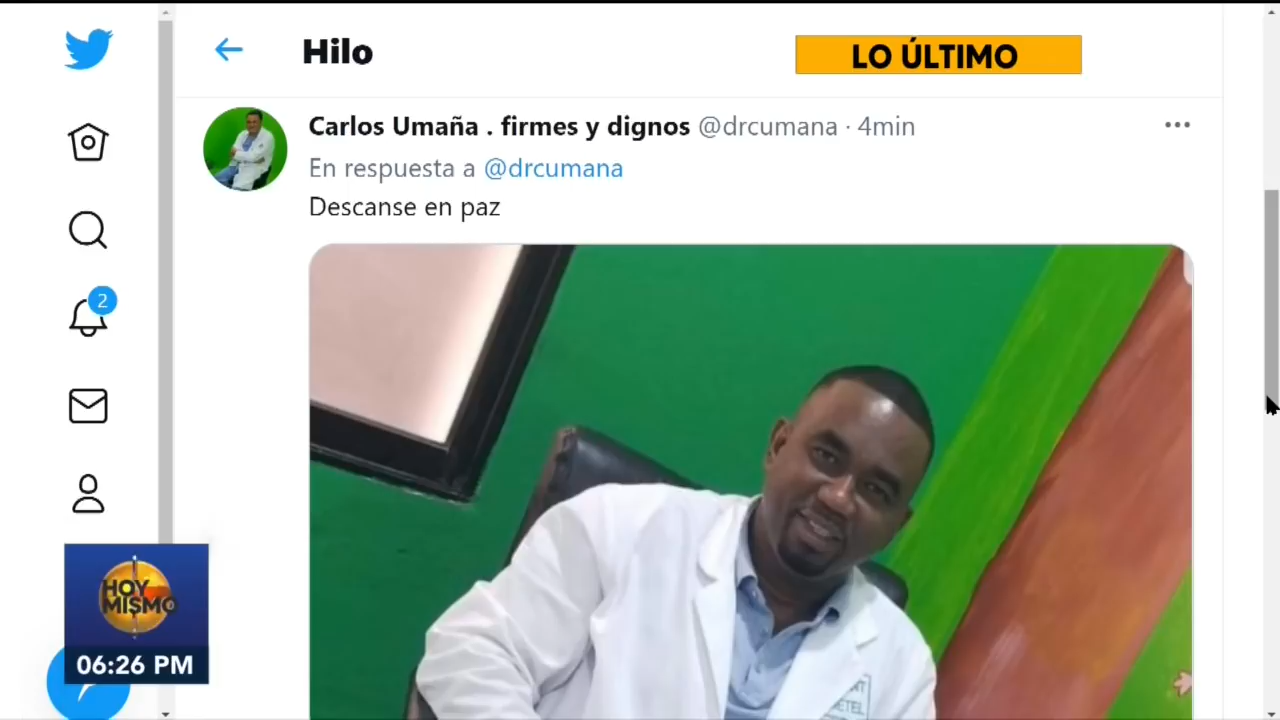 Hilo
LO ÚLTIMO
Carlos Umaña . firmes y dignos @drcumana · 4min
En respuesta a @drcumana
Descanse en paz
2
HOY
MISMO
06:26 PM
ETEL